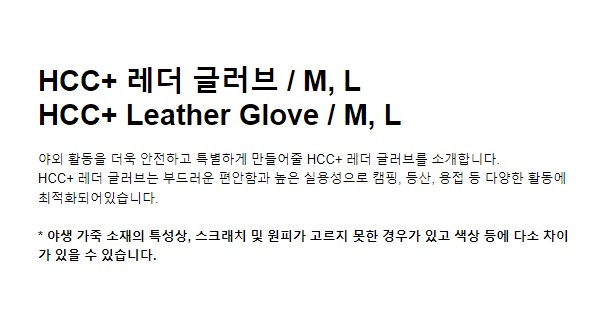 HCC+ 레더 글러브 / M, L
HCC+ Leather Glove / M, L
야외 활동을 더욱 안전하고 특별하게 만들어줄 HCC+ 레더 글러브를 소개합니다.
HCC+ 레더 글러브는 부드러운 편안함과 높은 실용성으로 캠핑, 등산, 용접 등 다양한 활동에
최적화되어있습니다.
* 야생 가죽 소재의 특성상, 스크래치 및 원피가 고르지 못한 경우가 있고 색상 등에 다소 차이
가 있을 수 있습니다.